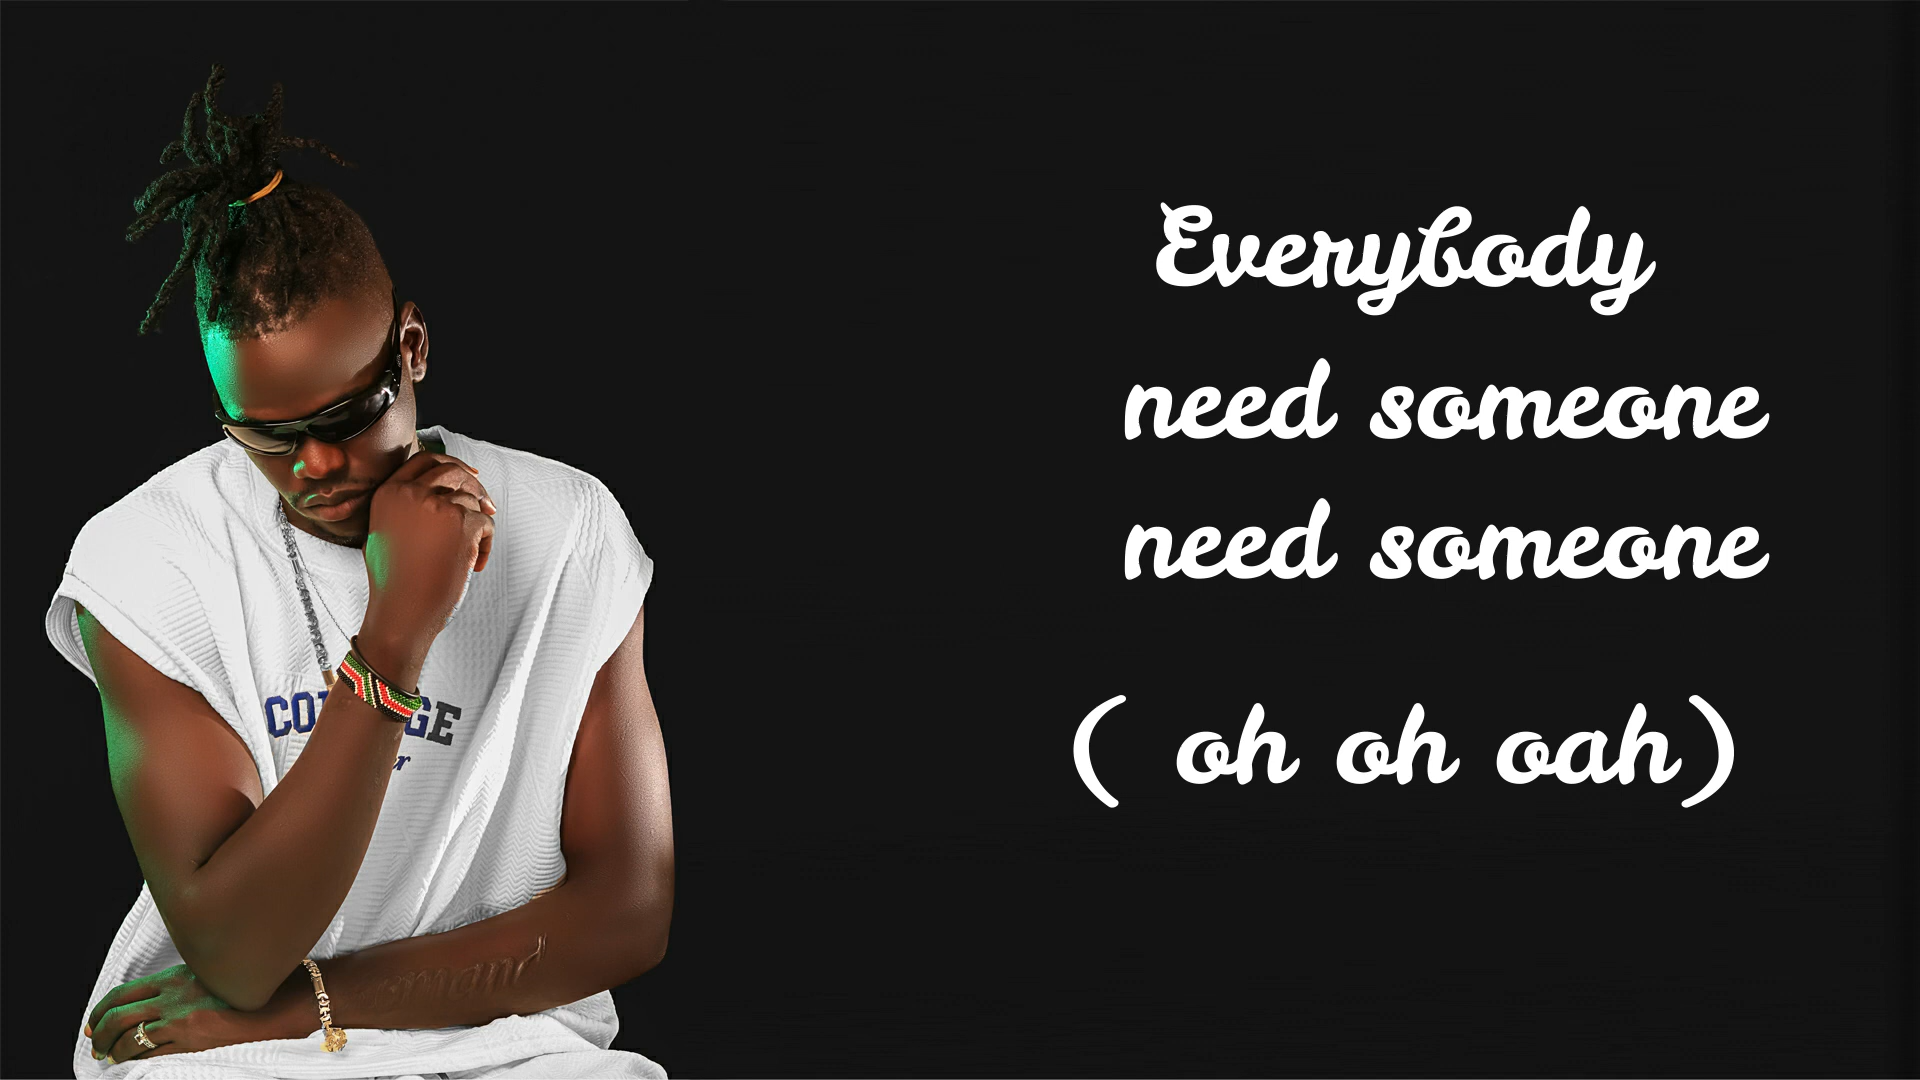 Everybody
need someone
need someone
( oh oh oah)